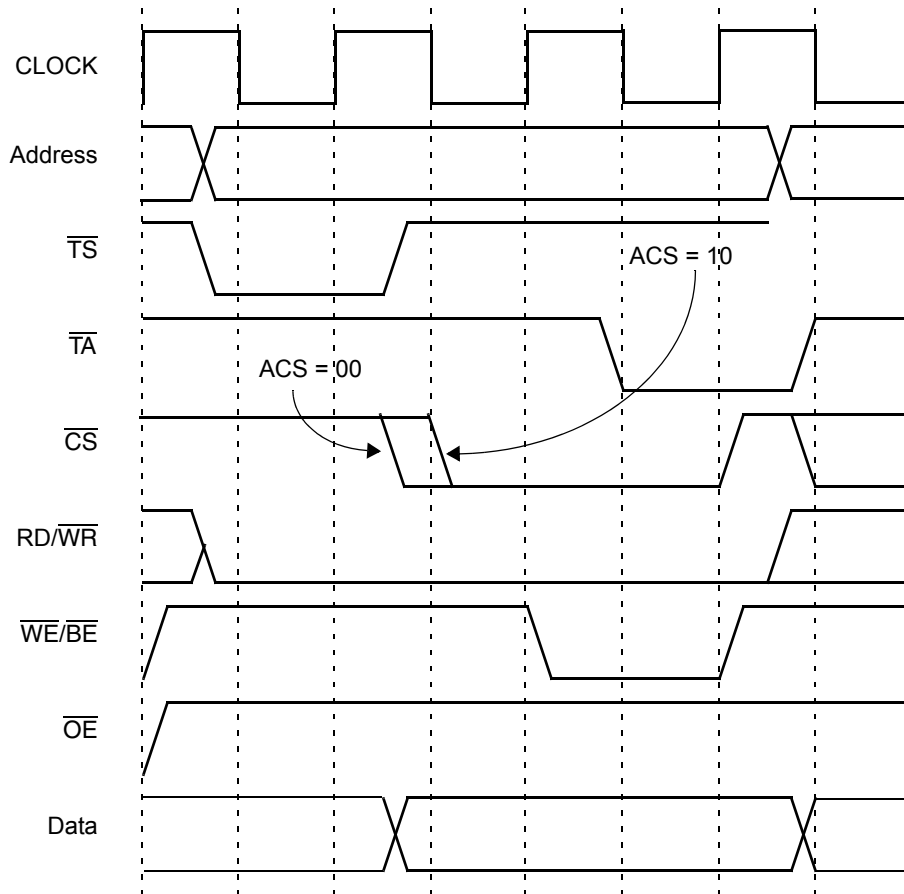 CLOCK
Address
TS
ACS = 10
TA
ACS = 00
CS
RD/WR
WE/BE
OE
Data